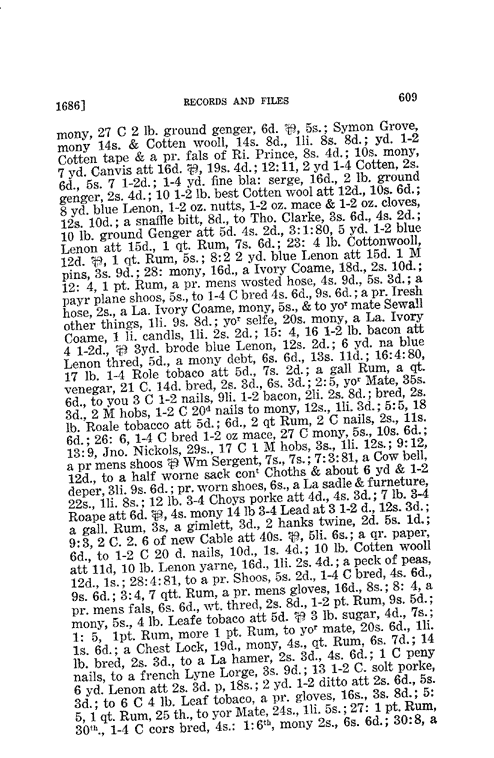 1686] RECORDS AND FILES 609
mony, 27 C 2 lb. ground genger, 6d. ⅌, 5s.; Symon Grove,
mony 14s. & Cotten wooll, 14s. 8d., 1li. 8s. 8d.; yd. 1-2
Cotten tape & a pr. fals of Ri. Prince, 8s. 4d.; 10s. mony,
7 yd. Canvis att 16d. ⅌, 19s. 4d.; 12:11, 2 yd 1-4 Cotten, 2s.
6d., 5s. 7 1-2d.; 1-4 yd. fine bla: serge, 16d., 2 lb. ground
genger, 2s. 4d.; 10 1-2 lb. best Cotten wool att 12d., 10s. 6d.;
8 yd. blue Lenon, 1-2 oz. nutts, 1-2 oz. mace & 1-2 oz. cloves,
12s. 10d.; a snaffle bitt, 8d., to Tho. Clarke, 3s. 6d., 4s. 2d.;
10 lb. ground Genger att 5d. 4s. 2d., 3:1:80, 5 yd. 1-2 blue
Lenon att 15d., 1 qt. Rum, 7s. 6d.; 23: 4 lb. Cottonwooll,
12d. ⅌, 1 qt. Rum, 5s.; 8:2 2 yd. blue Lenon att 15d. 1 M
pins, 3s. 9d.; 28: mony, 16d., a Ivory Coame, 18d., 2s. 10d.;
12: 4, 1 pt. Rum, a pr. mens wosted hose, 4s. 9d., 5s. 3d.; a
payr plane shoos, 5s., to 1-4 C bred 4s. 6d., 9s. 6d.; a pr. Iresh
hose, 2s., a La. Ivory Coame, mony, 5s., & to yoʳ mate Sewall
other things, 1li. 9s. 8d.; yoʳ selfe, 20s. mony, a La. Ivory
Coame, 1 li. candls, 1li. 2s. 2d.; 15: 4, 16 1-2 lb. bacon att
4 1-2d., ⅌ 3yd. brode blue Lenon, 12s. 2d.; 6 yd. na blue
Lenon thred, 5d., a mony debt, 6s. 6d., 13s. 11d.; 16:4:80,
17 lb. 1-4 Role tobaco att 5d., 7s. 2d.; a gall Rum, a qt.
venegar, 21 C. 14d. bred, 2s. 3d., 6s. 3d.; 2:5, yoʳ Mate, 35s.
6d., to you 3 C 1-2 nails, 9li. 1-2 bacon, 2li. 2s. 8d.; bred, 2s.
3d., 2 M hobs, 1-2 C 20ᵈ nails to mony, 12s., 1li. 3d.; 5:5, 18
lb. Roale tobacco att 5d.; 6d., 2 qt Rum, 2 C nails, 2s., 11s.
6d.; 26: 6, 1-4 C bred 1-2 oz mace, 27 C mony, 5s., 10s. 6d.;
13:9, Jno. Nickols, 29s., 17 C 1 M hobs, 3s., 1li. 12s.; 9:12,
a pr mens shoos ⅌ Wm Sergent, 7s., 7s.; 7:3:81, a Cow bell,
12d., to a half worne sack conᵗ Choths & about 6 yd & 1-2
deper, 3li. 9s. 6d.; pr. worn shoes, 6s., a La sadle & furneture,
22s., 1li. 8s.; 12 lb. 3-4 Choys porke att 4d., 4s. 3d.; 7 lb. 3-4
Roape att 6d. ⅌, 4s. mony 14 lb 3-4 Lead at 3 1-2 d., 12s. 3d.;
a gall. Rum, 3s, a gimlett, 3d., 2 hanks twine, 2d. 5s. 1d.;
9:3, 2 C. 2. 6 of new Cable att 40s. ⅌, 5li. 6s.; a qr. paper,
6d., to 1-2 C 20 d. nails, 10d., 1s. 4d.; 10 lb. Cotten wooll
att 11d, 10 lb. Lenon yarne, 16d., 1li. 2s. 4d.; a peck of peas,
12d., 1s.; 28:4:81, to a pr. Shoos, 5s. 2d., 1-4 C bred, 4s. 6d.,
9s. 6d.; 3:4, 7 qtt. Rum, a pr. mens gloves, 16d., 8s.; 8: 4, a
pr. mens fals, 6s. 6d., wt. thred, 2s. 8d., 1-2 pt. Rum, 9s. 5d.;
mony, 5s., 4 lb. Leafe tobaco att 5d. ⅌ 3 lb. sugar, 4d., 7s.;
1: 5, 1pt. Rum, more 1 pt. Rum, to yoʳ mate, 20s. 6d., 1li.
1s. 6d.; a Chest Lock, 19d., mony, 4s., qt. Rum, 6s. 7d.; 14
lb. bred, 2s. 3d., to a La hamer, 2s. 3d., 4s. 6d.; 1 C peny
nails, to a french Lyne Lorge, 3s. 9d.; 13 1-2 C. solt porke,
6 yd. Lenon att 2s. 3d. p, 18s.; 2 yd. 1-2 ditto att 2s. 6d., 5s.
3d.; to 6 C 4 lb. Leaf tobaco, a pr. gloves, 16s., 3s. 8d.; 5:
5, 1 qt. Rum, 25 th., to yor Mate, 24s., 1li. 5s.; 27: 1 pt. Rum,
30ᵗʰ., 1-4 C cors bred, 4s.: 1:6ᵗʰ, mony 2s., 6s. 6d.; 30:8, a